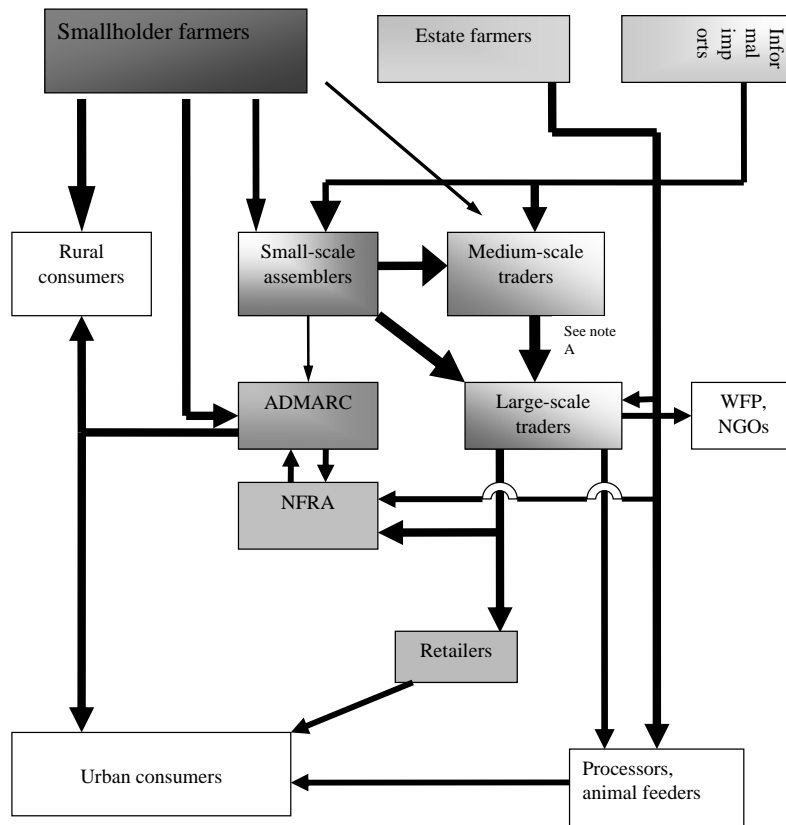 Smallholder farmers
Estate farmers
Infor
mal
imp
orts
Rural
consumers
Small-scale
assemblers
Medium-scale
traders
See note
A
ADMARC
Large-scale
traders
WFP,
NGOs
NFRA
Retailers
Urban consumers
Processors,
animal feeders